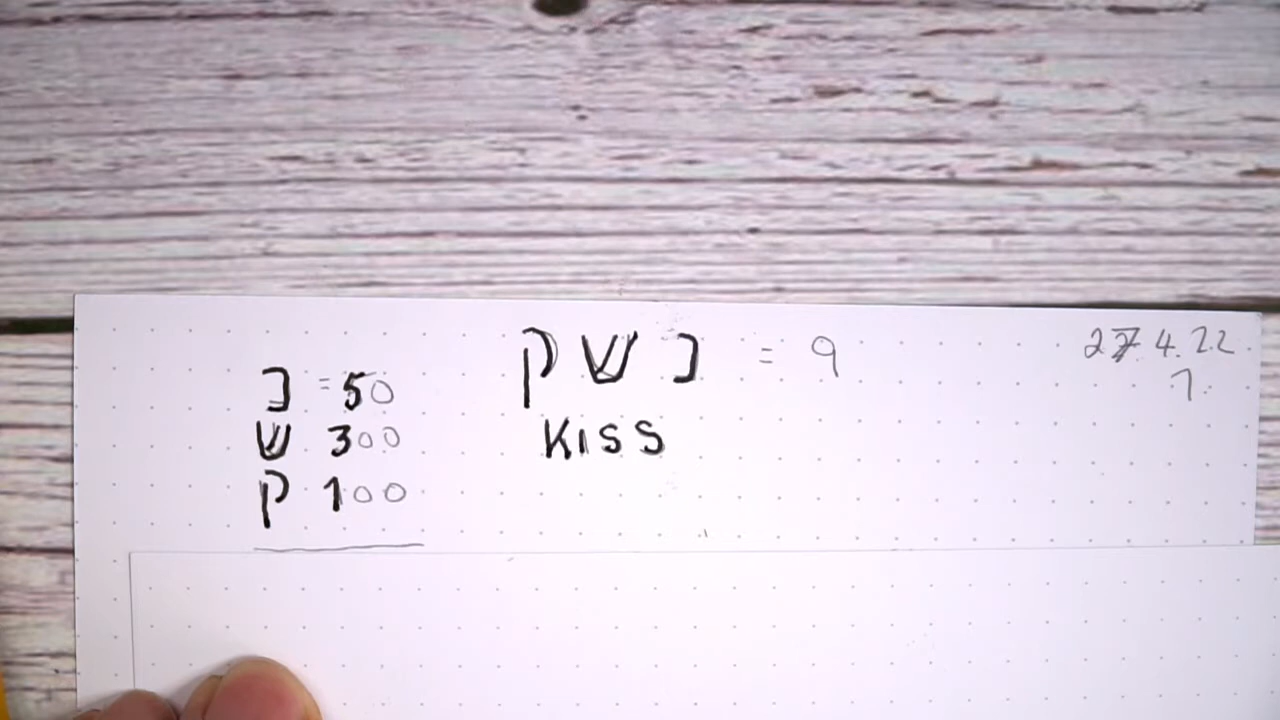 נשק = 9
KISS
נ = 50
ש 300
ק 100
27.4.22
7.